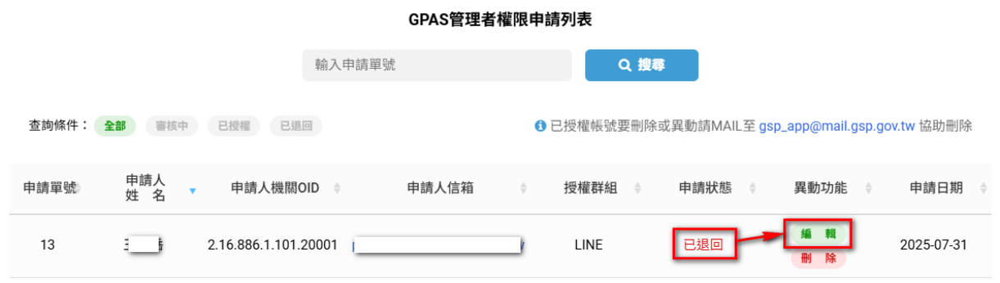 GPAS管理者權限申請列表
輸入申請單號 搜尋
查詢條件： 全部 審核中 已授權 已退回 已授權帳號要刪除或異動請MAIL至 gsp_app@mail.gsp.gov.tw 協助刪除
申請單號 申請人姓 名 申請人機關OID 申請人信箱 授權群組 申請狀態 異動功能 申請日期
13 2.16.886.1.101.20001 LINE 已退回 編 輯 2025-07-31
刪 除